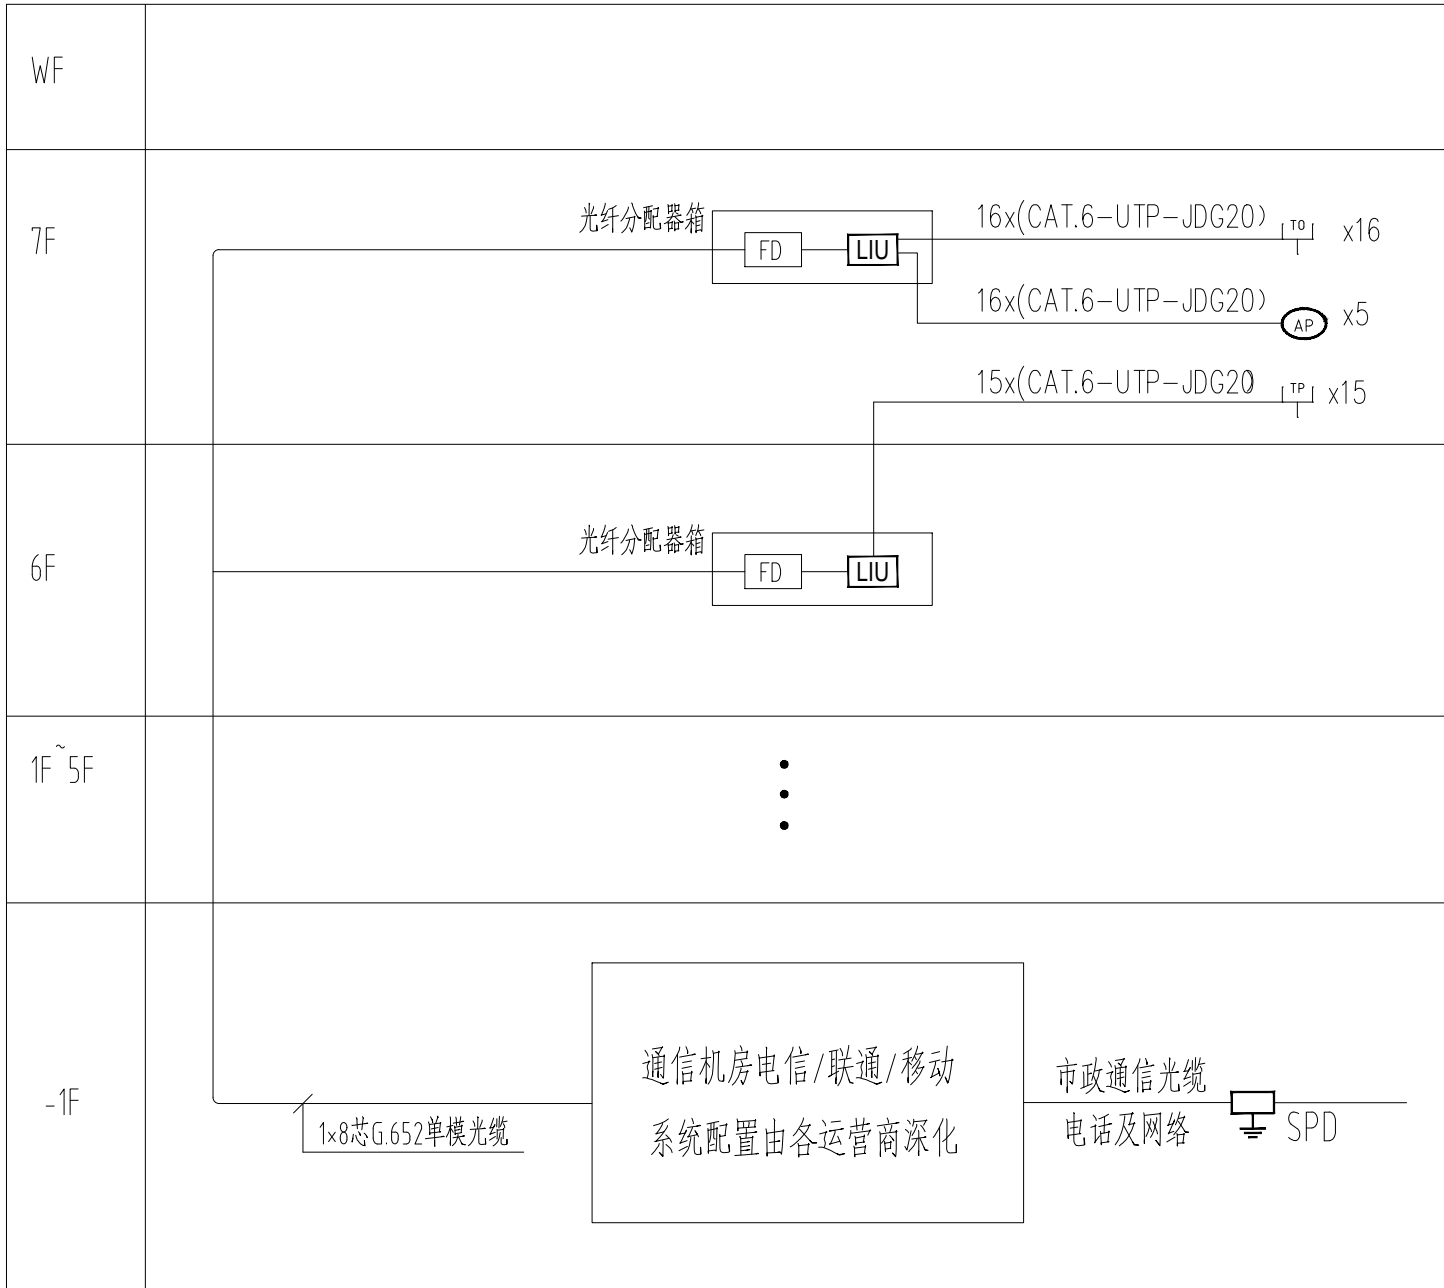 WF
7F
光纤分配器箱
FD
LIU
16x(CAT.6-UTP-JDG20)
TO
x16
16x(CAT.6-UTP-JDG20)
AP
x5
15x(CAT.6-UTP-JDG20)
TP
x15
6F
光纤分配器箱
FD
LIU
1F~5F
-1F
1x8芯G.652单模光缆
通信机房电信/联通/移动
系统配置由各运营商深化
市政通信光缆
电话及网络
SPD